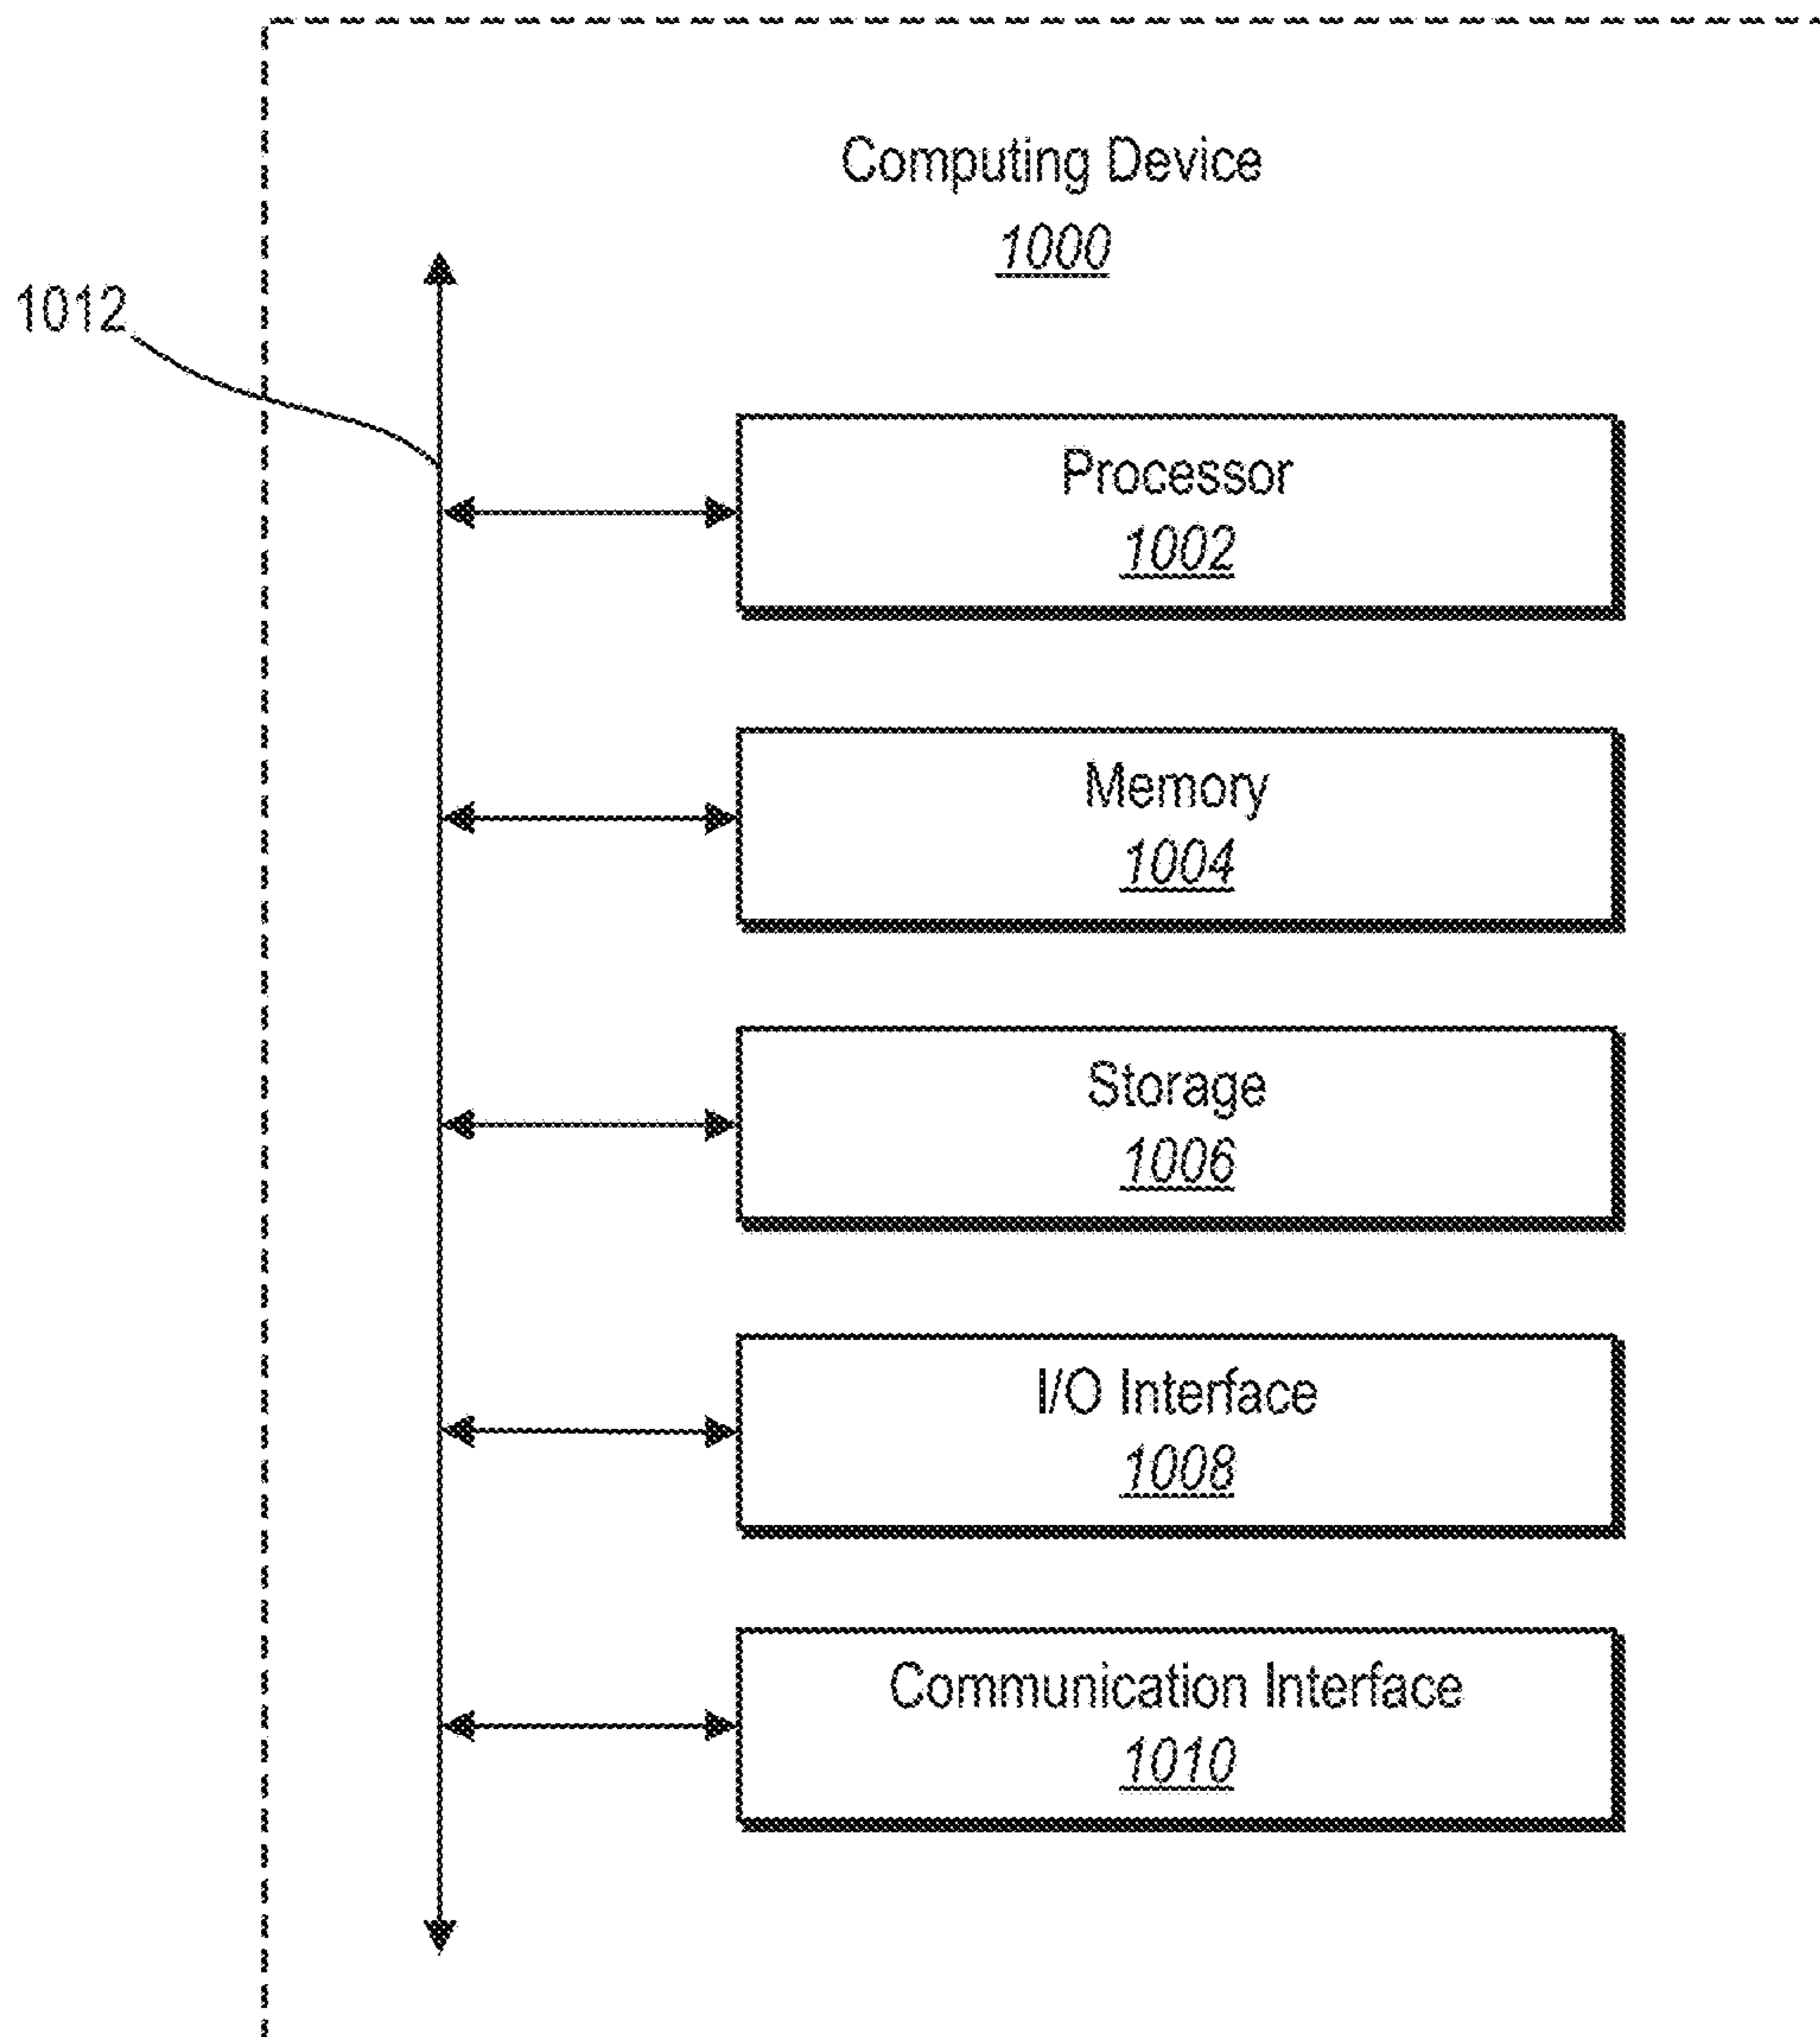 Computing Device
1000
1012
Processor
1002
Memory
1004
Storage
1006
I/O Interface
1008
Communication Interface
1010